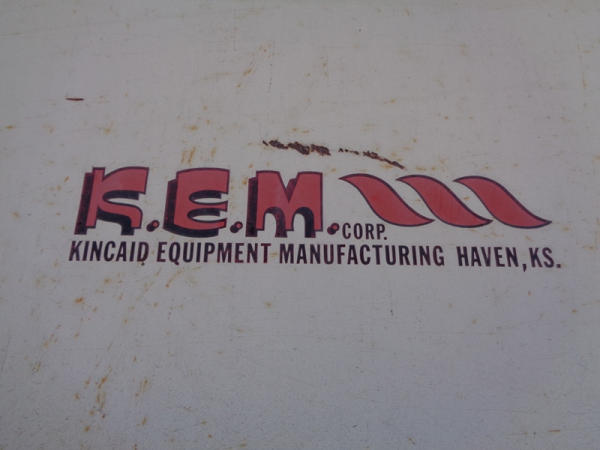 K.E.M. CORP.
KINCAID EQUIPMENT MANUFACTURING HAVEN, KS.